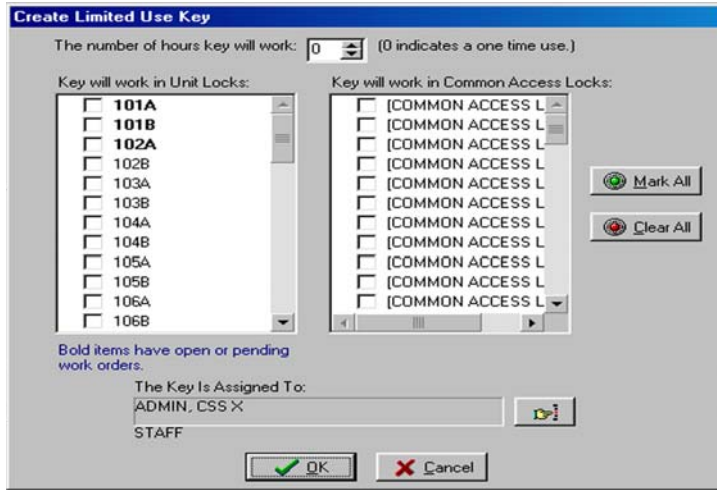 Create Limited Use Key
The number of hours key will work: 0 (0 indicates a one time use.)
Key will work in Unit Locks:
101A
101B
102A
102B
103A
103B
104A
104B
105A
105B
106A
106B
Key will work in Common Access Locks:
[COMMON ACCESS L
[COMMON ACCESS L
[COMMON ACCESS L
[COMMON ACCESS L
[COMMON ACCESS L
[COMMON ACCESS L
[COMMON ACCESS L
[COMMON ACCESS L
[COMMON ACCESS L
[COMMON ACCESS L
[COMMON ACCESS L
Mark All
Clear All
Bold items have open or pending
work orders.
The Key Is Assigned To:
ADMIN, CSS X
STAFF
OK
Cancel